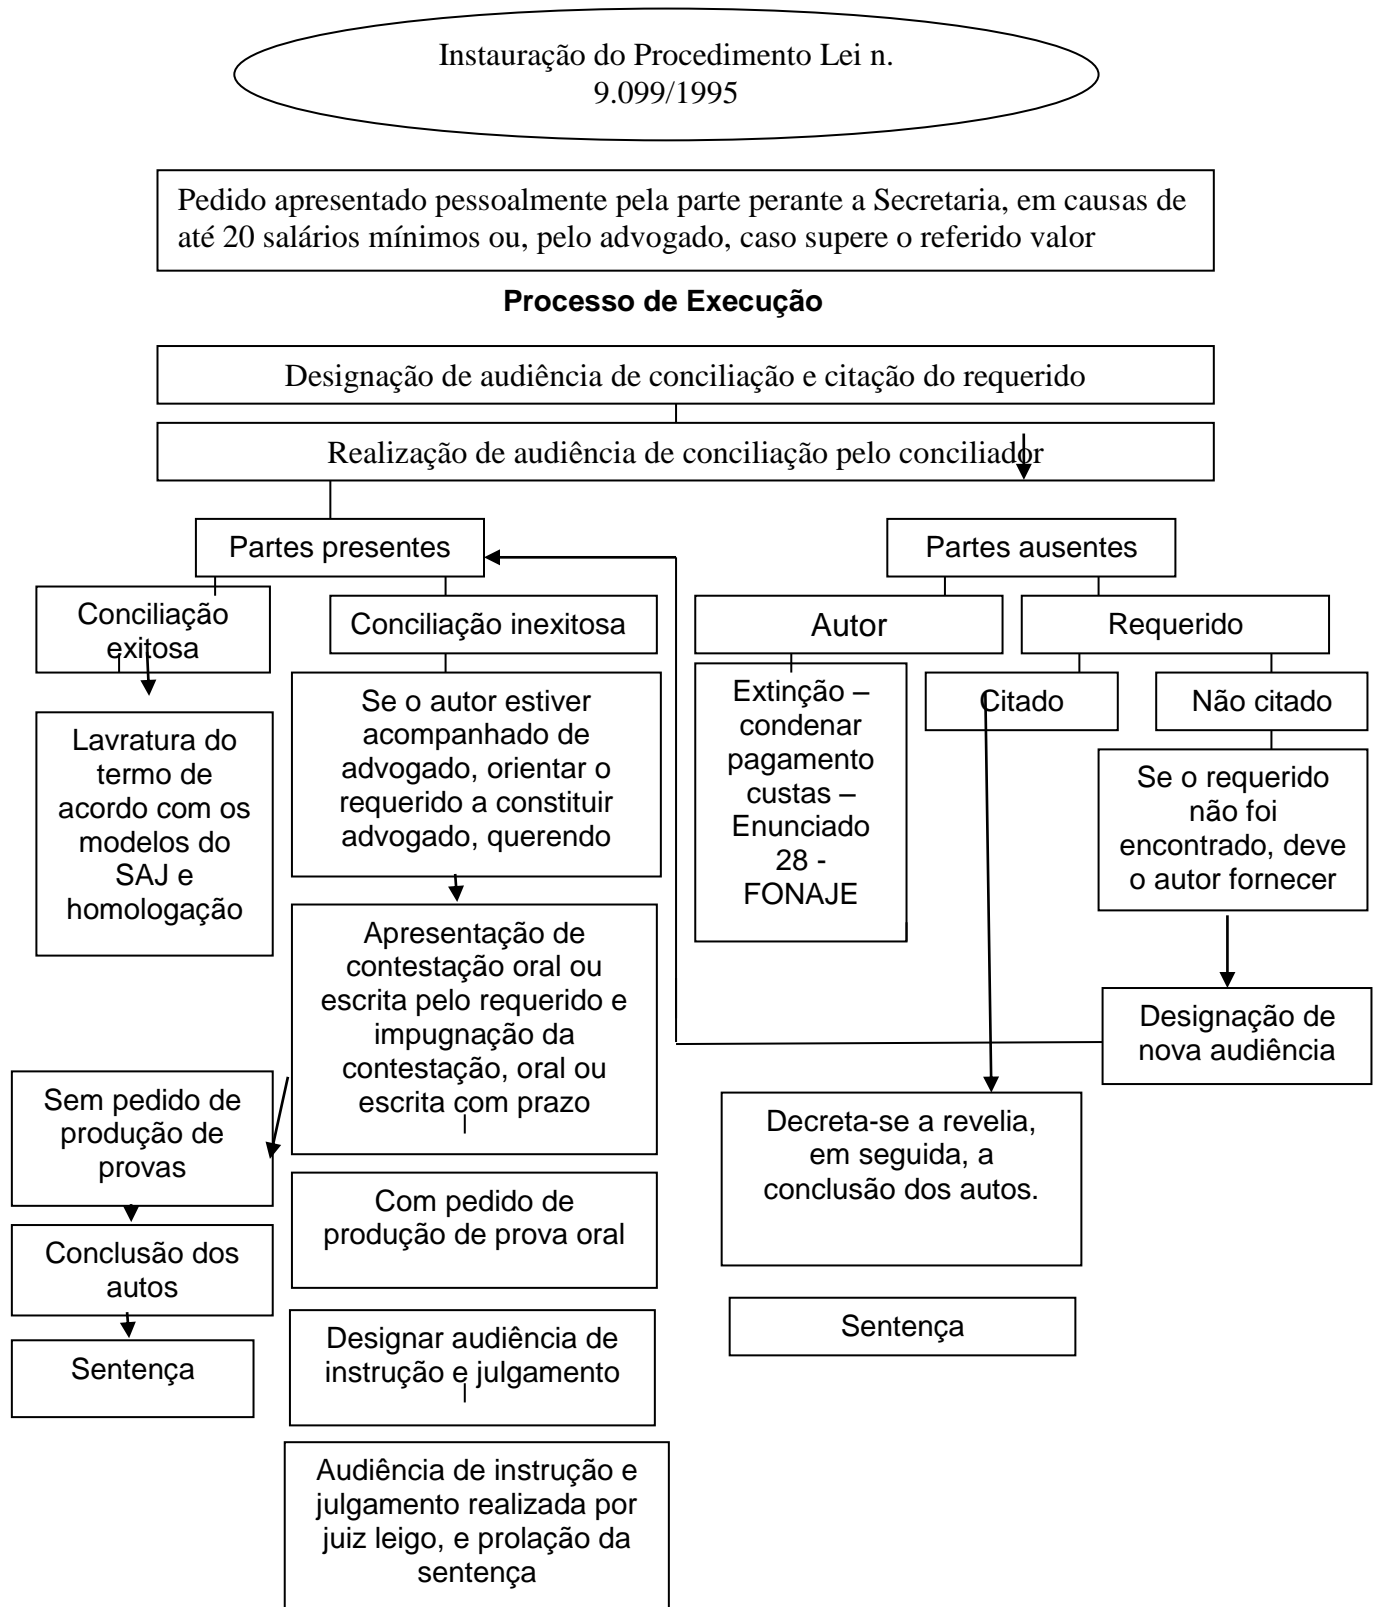 Instauração do Procedimento Lei n.
9.099/1995
Pedido apresentado pessoalmente pela parte perante a Secretaria, em causas de
até 20 salários mínimos ou, pelo advogado, caso supere o referido valor
Processo de Execução
Designação de audiência de conciliação e citação do requerido
Realização de audiência de conciliação pelo conciliador
Partes presentes
Partes ausentes
Conciliação
exitosa
Conciliação inexitosa
Autor
Requerido
Lavratura do
termo de
acordo com os
modelos do
SAJ e
homologação
Se o autor estiver
acompanhado de
advogado, orientar o
requerido a constituir
advogado, querendo
Extinção –
condenar
pagamento
custas –
Enunciado
28 -
FONAJE
Citado
Não citado
Se o requerido
não foi
encontrado, deve
o autor fornecer
Apresentação de
contestação oral ou
escrita pelo requerido e
impugnação da
contestação, oral ou
escrita com prazo
Designação de
nova audiência
Sem pedido de
produção de
provas
Decreta-se a revelia,
em seguida, a
conclusão dos autos.
Com pedido de
produção de prova oral
Conclusão dos
autos
Sentença
Designar audiência de
instrução e julgamento
Sentença
Audiência de instrução e
julgamento realizada por
juiz leigo, e prolação da
sentença